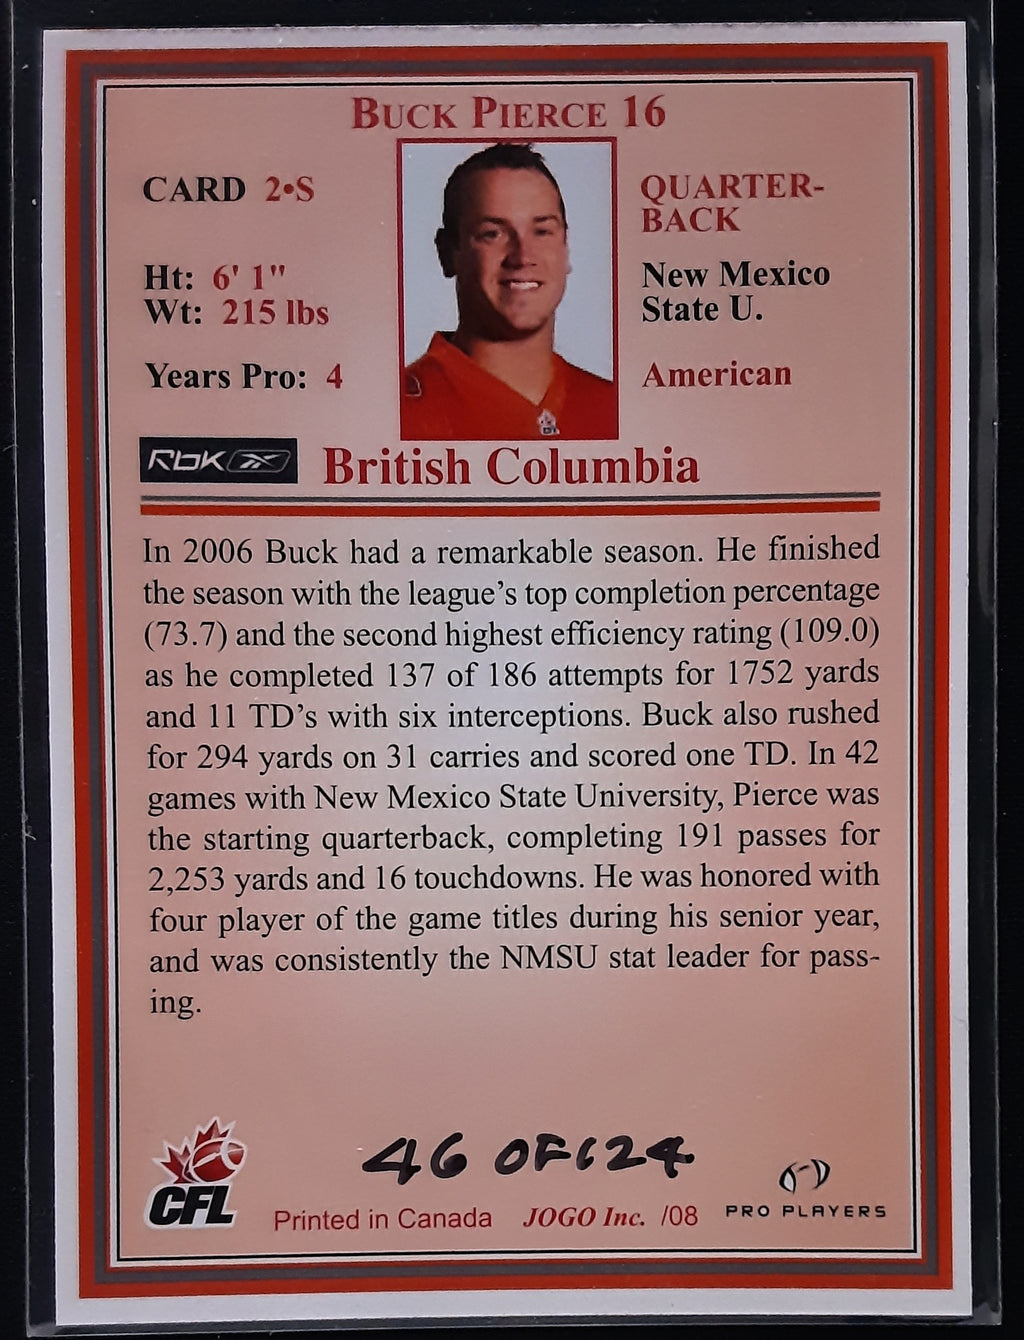 BUCK PIERCE 16
CARD 2•S
QUARTER-
BACK
Ht: 6' 1"
Wt: 215 lbs
New Mexico
State U.
Years Pro: 4
American
RBK
British Columbia
In 2006 Buck had a remarkable season. He finished
the season with the league's top completion percentage
(73.7) and the second highest efficiency rating (109.0)
as he completed 137 of 186 attempts for 1752 yards
and 11 TD's with six interceptions. Buck also rushed
for 294 yards on 31 carries and scored one TD. In 42
games with New Mexico State University, Pierce was
the starting quarterback, completing 191 passes for
2,253 yards and 16 touchdowns. He was honored with
four player of the game titles during his senior year,
and was consistently the NMSU stat leader for pass-
ing.
46 OF 124
CFL
Printed in Canada JOGO Inc. /08
PRO PLAYERS